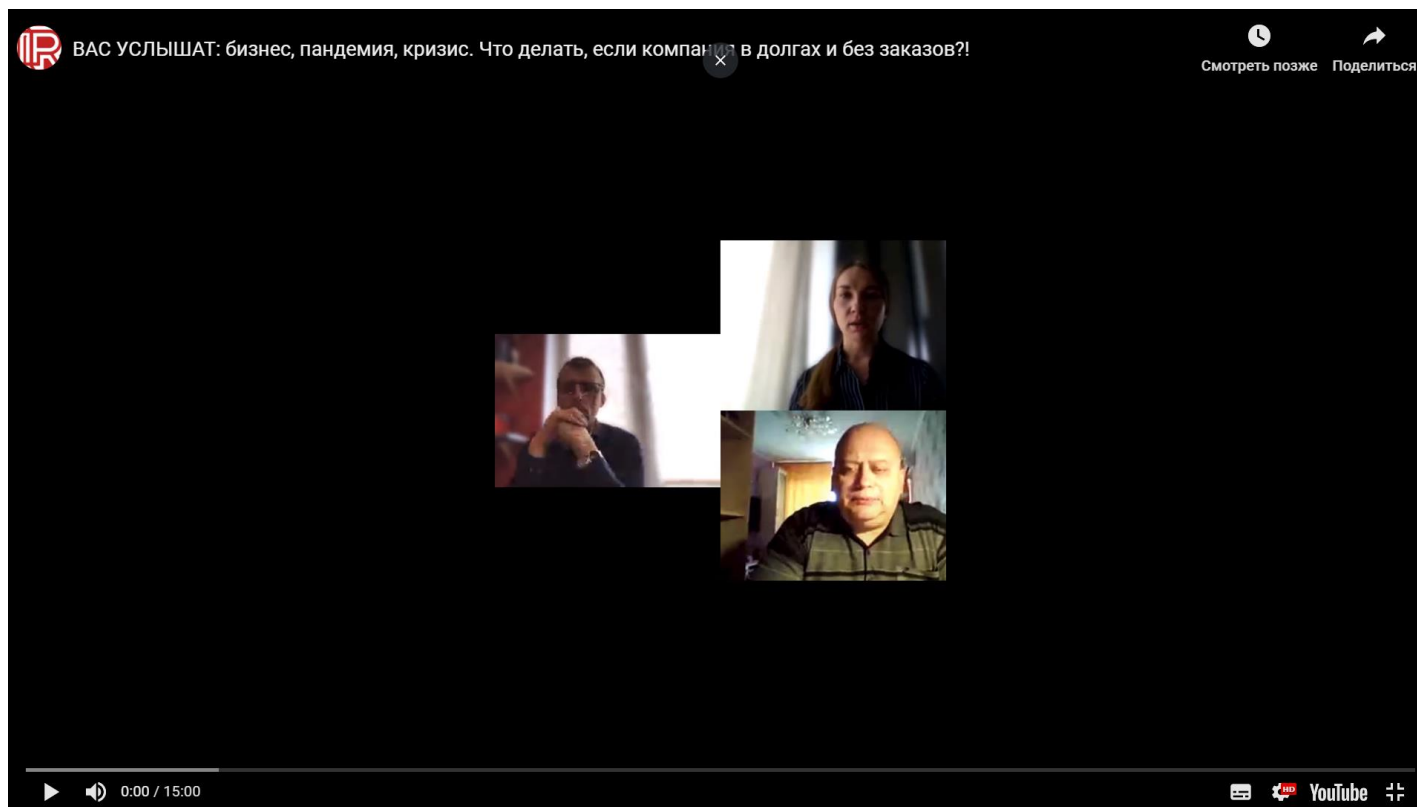 ВАС УСЛЫШАТ: бизнес, пандемия, кризис. Что делать, если компания в долгах и без заказов?!
Смотреть позже
Поделиться
0:00 / 15:00
HD
YouTube